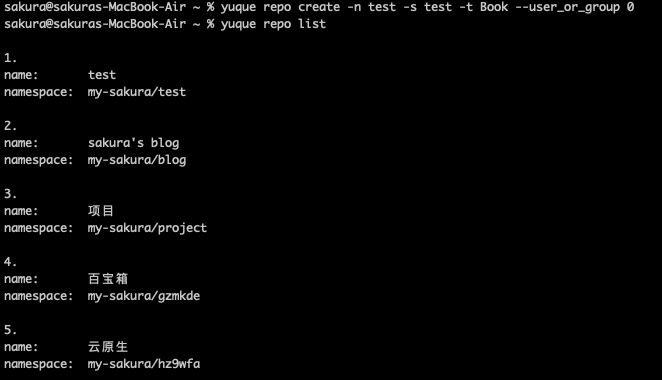 sakura@sakuras-MacBook-Air ~ % yuque repo create -n test -s test -t Book --user_or_group 0
sakura@sakuras-MacBook-Air ~ % yuque repo list
1.
name: test
namespace: my-sakura/test
2.
name: sakura's blog
namespace: my-sakura/blog
3.
name: 项目
namespace: my-sakura/project
4.
name: 百宝箱
namespace: my-sakura/gzmkde
5.
name: 云原生
namespace: my-sakura/hz9wfa